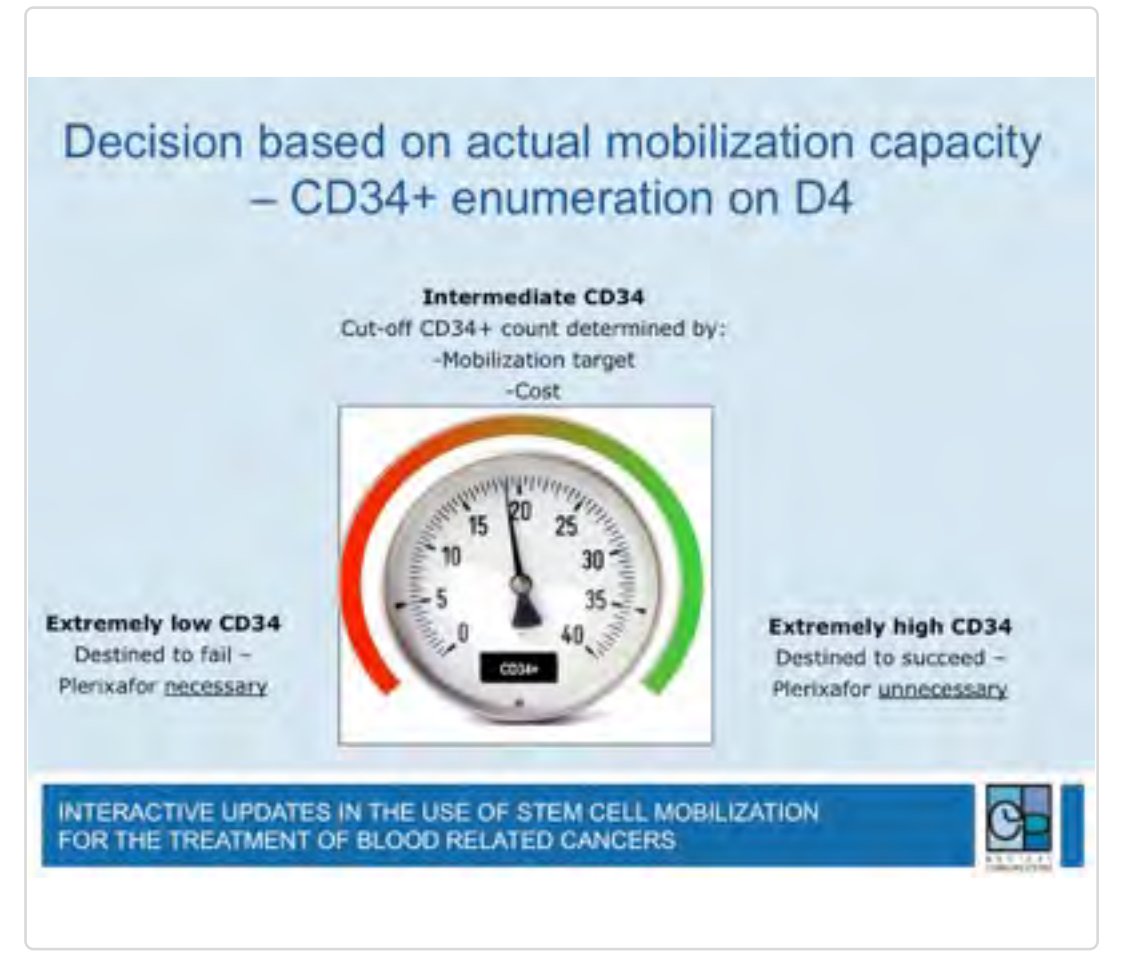 Decision based on actual mobilization capacity
– CD34+ enumeration on D4
Intermediate CD34
Cut-off CD34+ count determined by:
-Mobilization target
-Cost
15
20
25
10
30
5
35
0
40
CD34+
Extremely low CD34
Destined to fail –
Plerixafor necessary
Extremely high CD34
Destined to succeed –
Plerixafor unnecessary
INTERACTIVE UPDATES IN THE USE OF STEM CELL MOBILIZATION
FOR THE TREATMENT OF BLOOD RELATED CANCERS